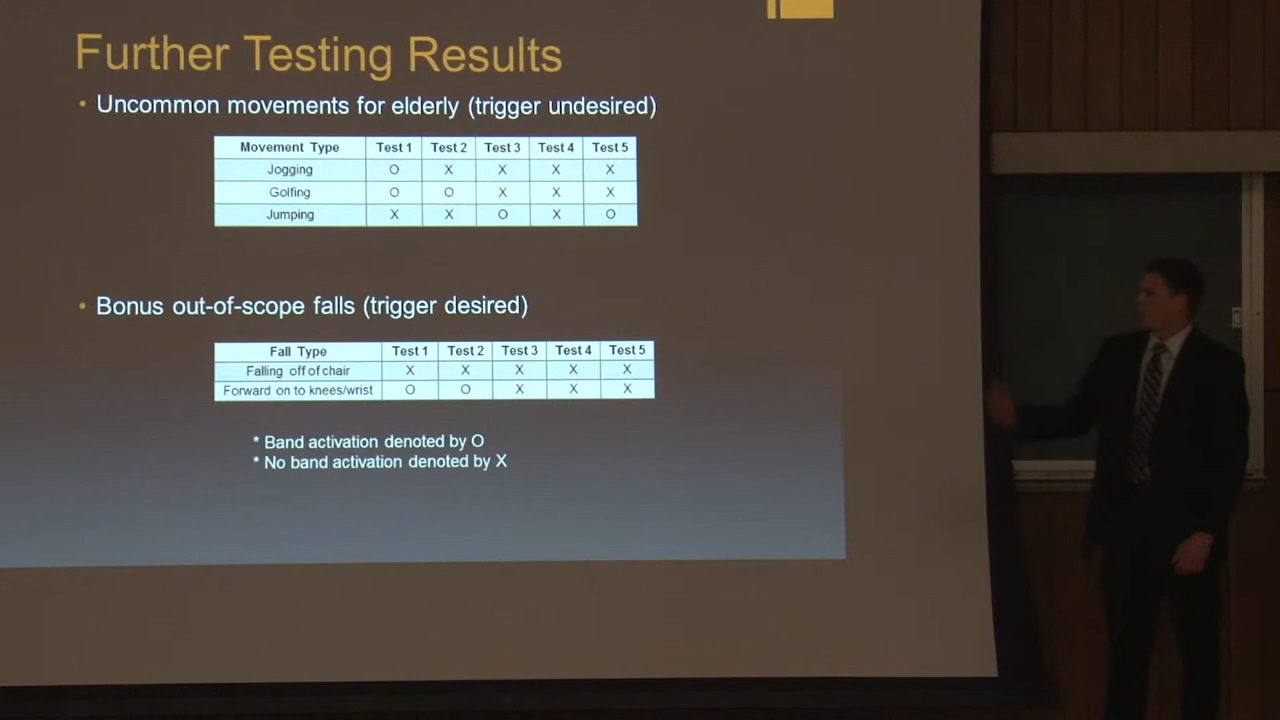 Further Testing Results
• Uncommon movements for elderly (trigger undesired)
Movement Type Test 1 Test 2 Test 3 Test 4 Test 5
Jogging O X X X X
Golfing O O X X X
Jumping X X O X O
• Bonus out-of-scope falls (trigger desired)
Fall Type Test 1 Test 2 Test 3 Test 4 Test 5
Falling off of chair X X X X X
Forward on to knees/wrist O O X X X
* Band activation denoted by O
* No band activation denoted by X